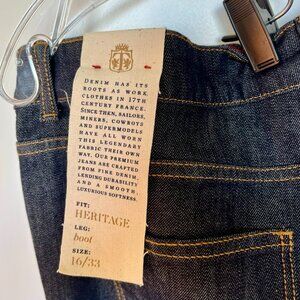 DENIM HAS ITS
ROOTS AS WORK
CLOTHES IN 17TH
CENTURY FRANCE.
SINCE THEN, SAILORS,
MINERS, COWBOYS
AND SUPERMODELS
HAVE ALL WORN
THIS LEGENDARY
FABRIC THEIR OWN
WAY. OUR PREMIUM
JEANS ARE CRAFTED
FROM FINE DENIM,
LENDING DURABILITY
AND A SMOOTH,
LUXURIOUS SOFTNESS.
FIT:
HERITAGE
LEG:
boot
SIZE:
16/33